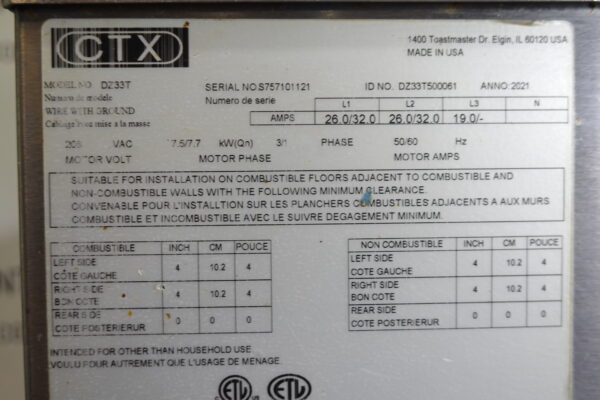 CTX
1400 Toastmaster Dr. Elgin, IL 60120 USA
MADE IN USA
MODEL NO. DZ33T SERIAL NO.S757101121 ID NO. DZ33T500061 ANNO:2021
Numero de modele Numero de serie
WIRE WITH GROUND
Cablage avec mise a la masse
L1 L2 L3 N
AMPS 26.0/32.0 26.0/32.0 19.0/-
208 VAC 7.5/7.7 kW(Qn) 3/1 PHASE 50/60 Hz
MOTOR VOLT MOTOR PHASE MOTOR AMPS
SUITABLE FOR INSTALLATION ON COMBUSTIBLE FLOORS ADJACENT TO COMBUSTIBLE AND
NON-COMBUSTIBLE WALLS WITH THE FOLLOWING MINIMUM CLEARANCE.
CONVENABLE POUR L'INSTALLTION SUR LES PLANCHERS COMBUSTIBLES ADJACENTS A AUX MURS
COMBUSTIBLE ET INCOMBUSTIBLE AVEC LE SUIVRE DEGAGEMENT MINIMUM.
COMBUSTIBLE INCH CM POUCE
LEFT SIDE
COTE GAUCHE 4 10.2 4
RIGHT SIDE
BON COTE 4 10.2 4
REAR SIDE
COTE POSTERIERUR 0 0 0
NON COMBUSTIBLE INCH CM POUCE
LEFT SIDE
COTE GAUCHE 4 10.2 4
RIGHT SIDE
BON COTE 4 10.2 4
REAR SIDE
COTE POSTERIERUR 0 0 0
INTENDED FOR OTHER THAN HOUSEHOLD USE
VOULU POUR AUTREMENT QUE L'USAGE DE MENAGE.
ETL ETL